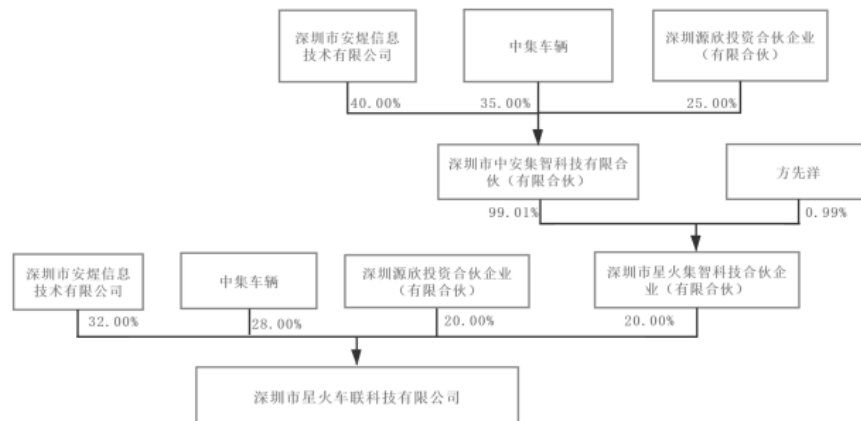 深圳市安煋信息
技术有限公司
中集车辆
深圳源欣投资合伙企业
（有限合伙）
40.00%
35.00%
25.00%
深圳市中安集智科技有限合
伙（有限合伙）
方先洋
99.01%
0.99%
深圳市安煋信息
技术有限公司
中集车辆
深圳源欣投资合伙企业
（有限合伙）
深圳市星火集智科技合伙企
业（有限合伙）
32.00%
28.00%
20.00%
20.00%
深圳市星火车联科技有限公司